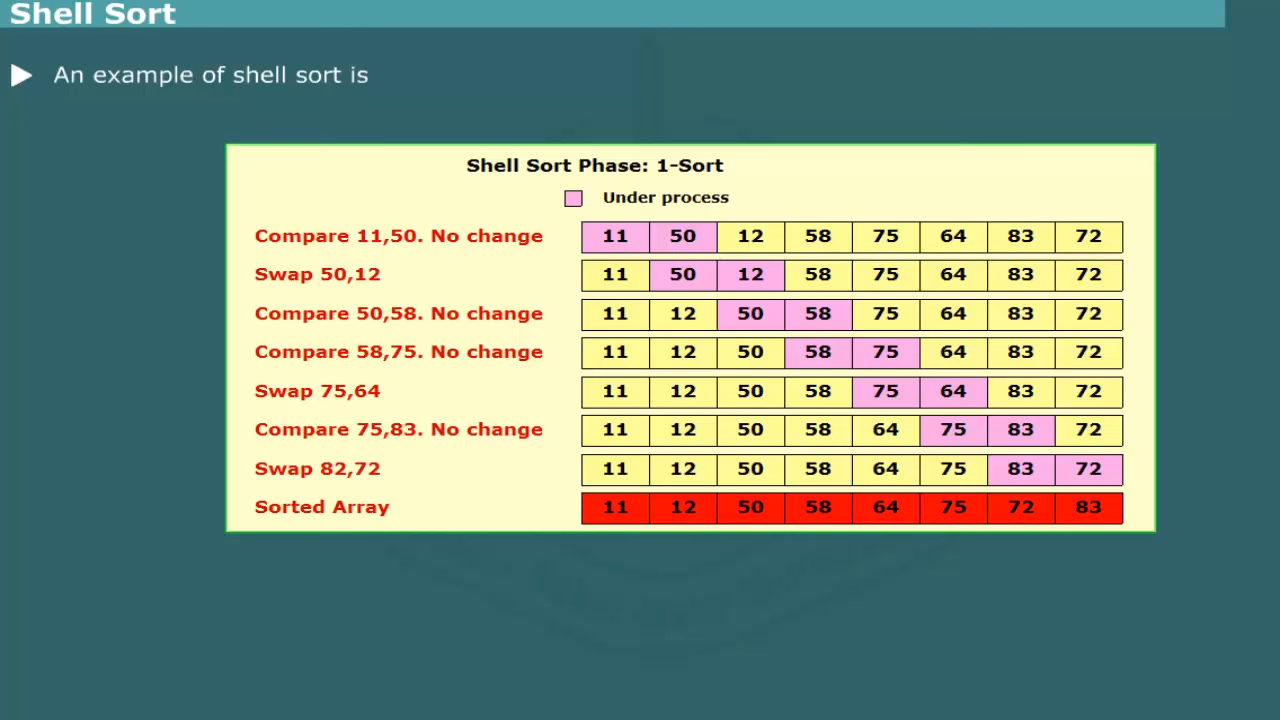 Shell Sort
An example of shell sort is
Shell Sort Phase: 1-Sort
Under process
Compare 11,50. No change 11 50 12 58 75 64 83 72
Swap 50,12 11 50 12 58 75 64 83 72
Compare 50,58. No change 11 12 50 58 75 64 83 72
Compare 58,75. No change 11 12 50 58 75 64 83 72
Swap 75,64 11 12 50 58 75 64 83 72
Compare 75,83. No change 11 12 50 58 64 75 83 72
Swap 82,72 11 12 50 58 64 75 83 72
Sorted Array 11 12 50 58 64 75 72 83